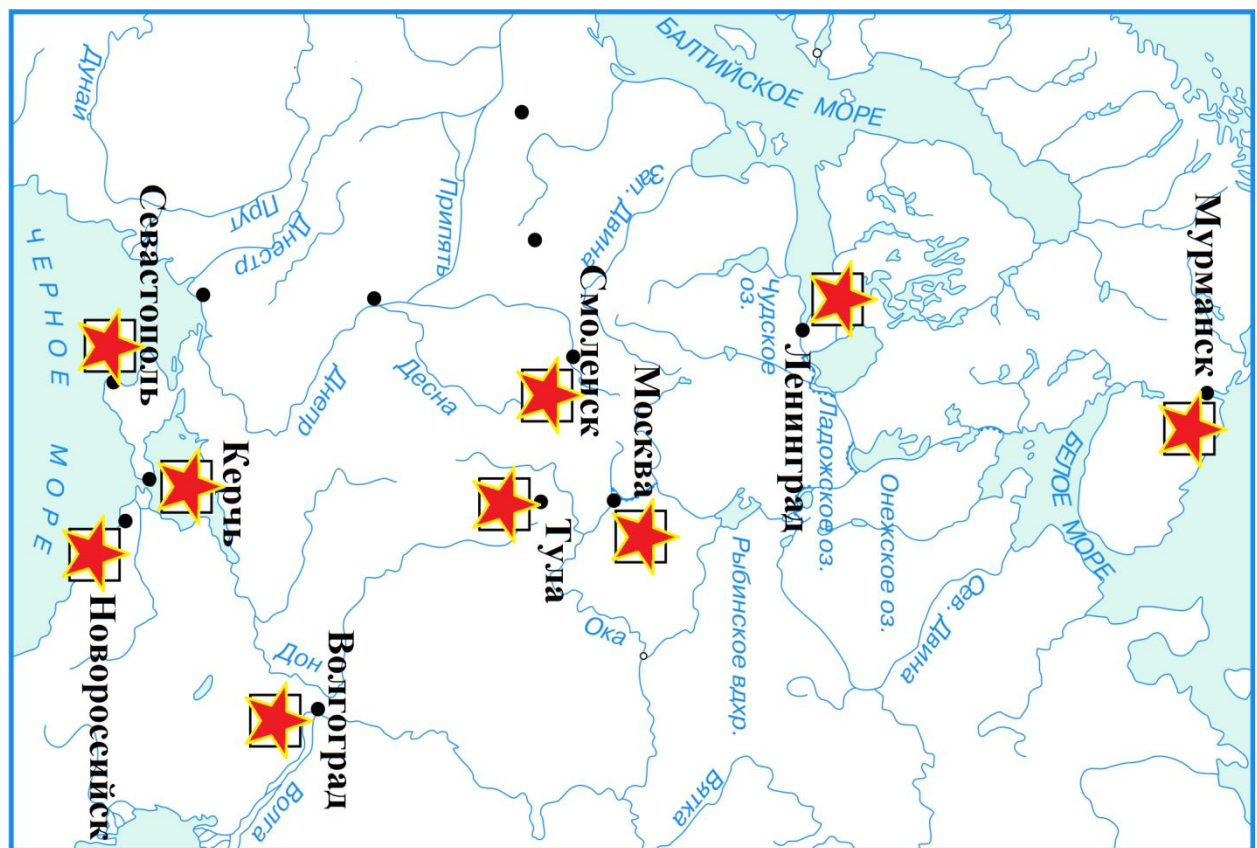 Мурманск
БЕЛОЕ МОРЕ
БАЛТИЙСКОЕ МОРЕ
Сев. Двина
Онежское оз.
Ладожское оз.
Ленинград
Чудское
оз.
Рыбинское вдхр.
Вятка
Зап. Двина
Москва
Смоленск
Ока
Тула
Припять
Десна
Днепр
Волгоград
Дон
Волга
Днестр
Прут
Дунай
Керчь
Севастополь
Новороссийск
ЧЕРНОЕ МОРЕ